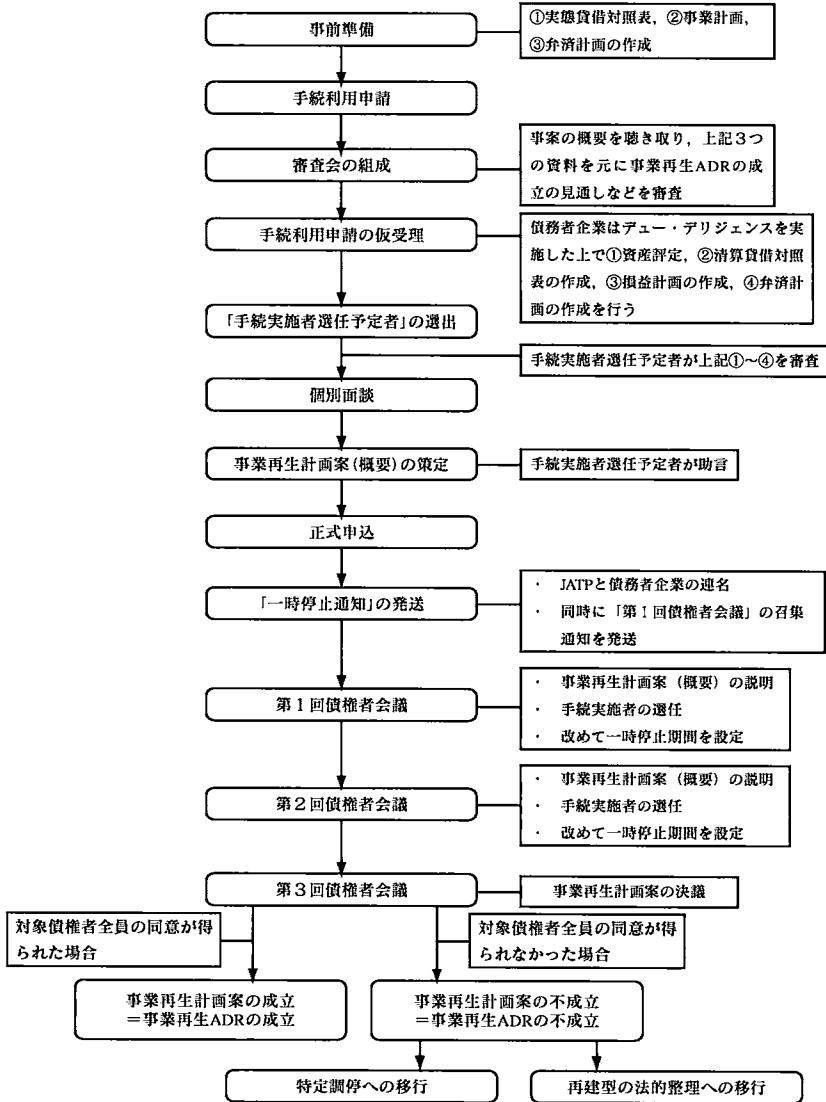 事前準備
①実態貸借対照表，②事業計画，
③弁済計画の作成
手続利用申請
審査会の組成
事案の概要を聴き取り，上記３つ
の資料を元に事業再生ADRの成
立の見通しなどを審査
手続利用申請の仮受理
債務者企業はデュー・デリジェンスを実
施した上で①資産評定，②清算貸借対照
表の作成，③損益計画の作成，④弁済計
画の作成を行う
「手続実施者選任予定者」の選出
手続実施者選任予定者が上記①～④を審査
個別面談
事業再生計画案（概要）の策定
手続実施者選任予定者が助言
正式申込
「一時停止通知」の発送
・ JATPと債務者企業の連名
・ 同時に「第１回債権者会議」の召集
通知を発送
第１回債権者会議
・ 事業再生計画案（概要）の説明
・ 手続実施者の選任
・ 改めて一時停止期間を設定
第２回債権者会議
・ 事業再生計画案（概要）の説明
・ 手続実施者の選任
・ 改めて一時停止期間を設定
第３回債権者会議
事業再生計画案の決議
対象債権者全員の同意が得
られた場合
対象債権者全員の同意が得
られなかった場合
事業再生計画案の成立
＝事業再生ADRの成立
事業再生計画案の不成立
＝事業再生ADRの不成立
特定調停への移行
再建型の法的整理への移行